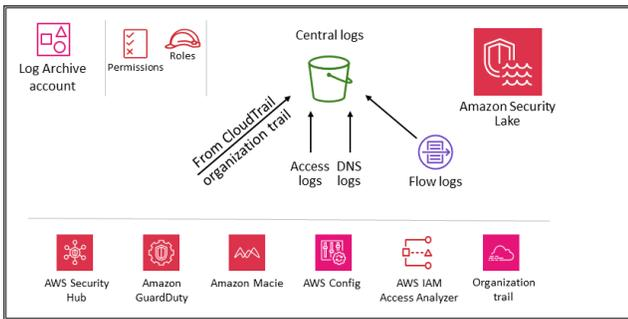 Log Archive
account
Permissions
Roles
Central logs
Amazon Security
Lake
From CloudTrail
organization trail
Access
logs
DNS
logs
Flow logs
AWS Security
Hub
Amazon
GuardDuty
Amazon Macie
AWS Config
AWS IAM
Access Analyzer
Organization
trail